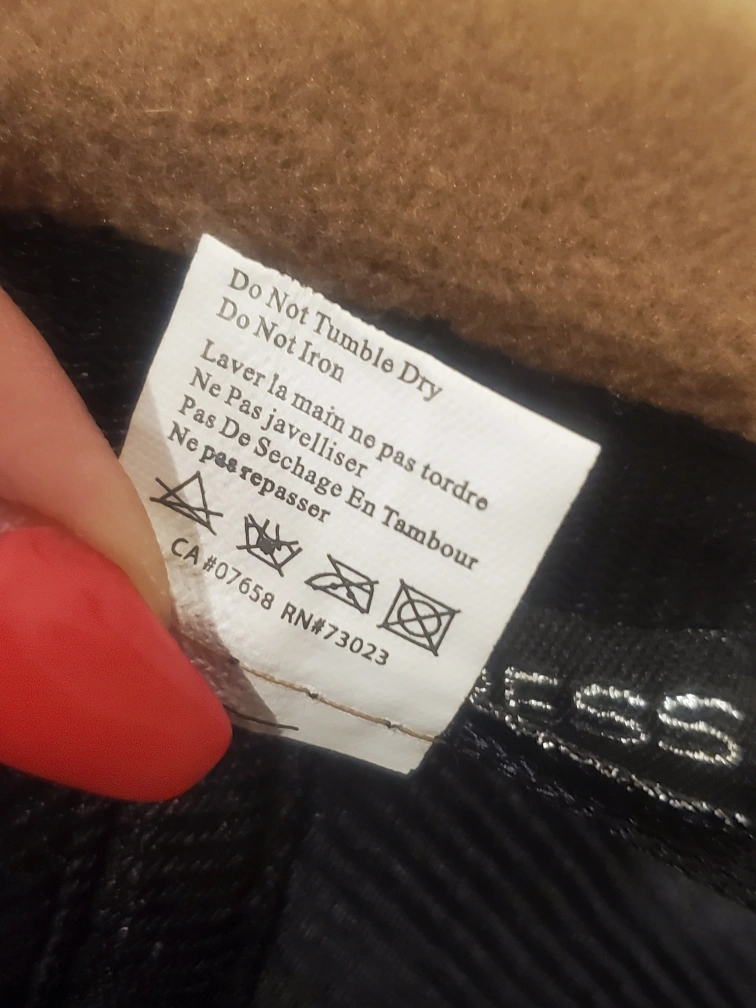 Do Not Tumble Dry
Do Not Iron
Laver la main ne pas tordre
Ne Pas javelliser
Pas De Sechage En Tambour
Ne pas repasser
CA #07658 RN#73023
ESS